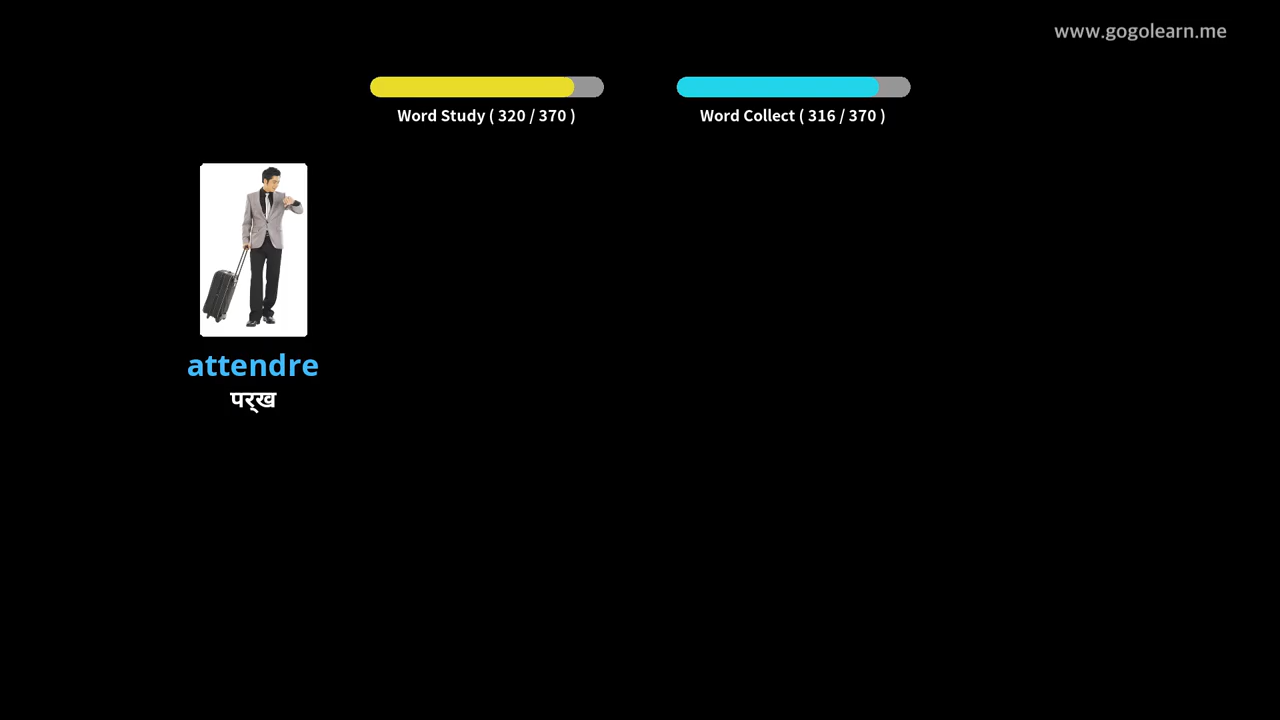 www.gogolearn.me
Word Study ( 320 / 370 )
Word Collect ( 316 / 370 )
attendre
पर्‌ख